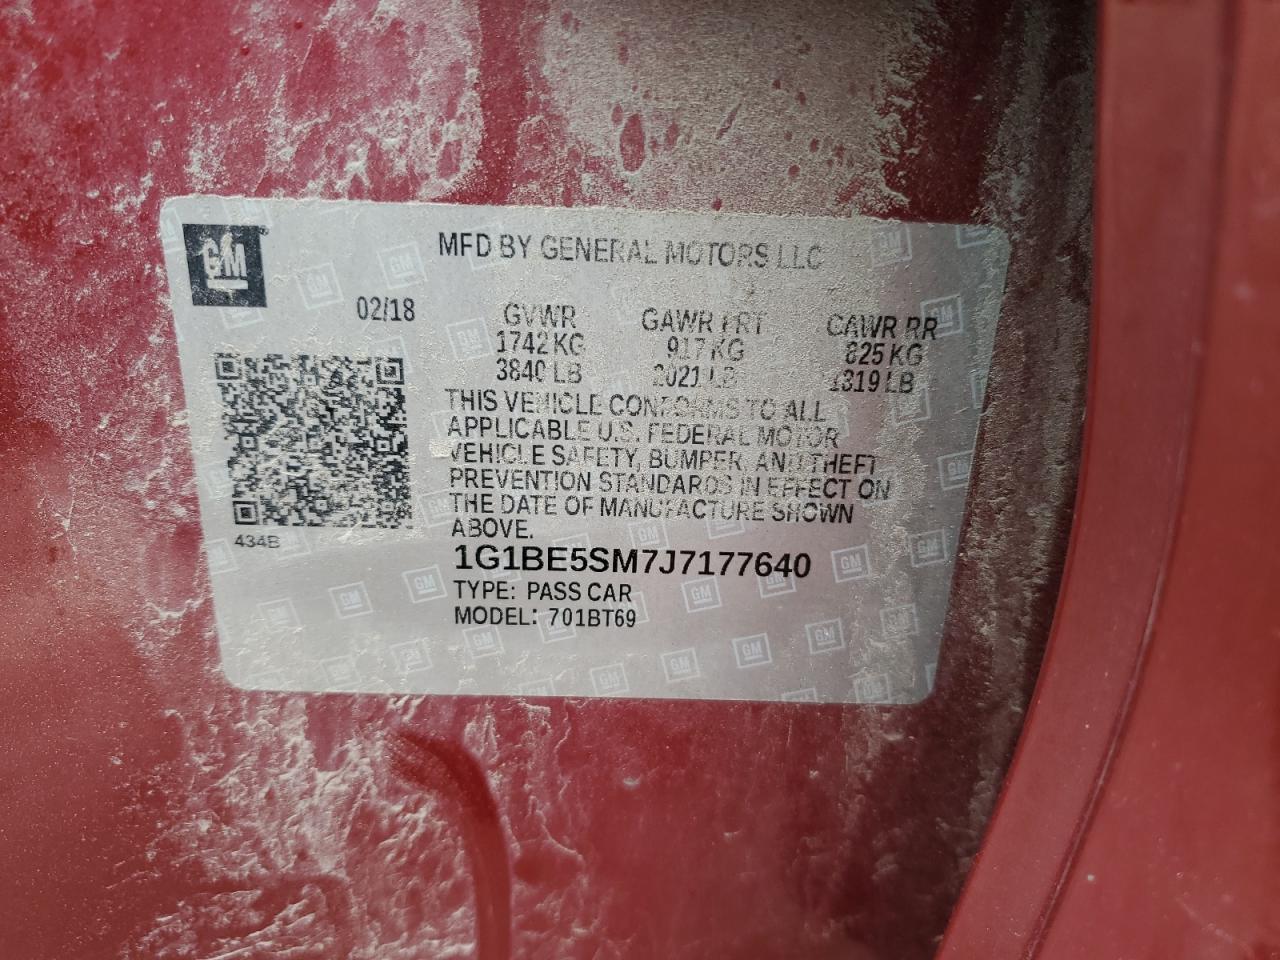 GM
MFD BY GENERAL MOTORS LLC
02/18
GVWR GAWR FRT GAWR RR
1742 KG 917 KG 825 KG
3840 LB 2021 LB 1819 LB
THIS VEHICLE CONFORMS TO ALL
APPLICABLE U.S. FEDERAL MOTOR
VEHICLE SAFETY, BUMPER, AND THEFT
PREVENTION STANDARDS IN EFFECT ON
THE DATE OF MANUFACTURE SHOWN
ABOVE.
434B
1G1BE5SM7J7177640
TYPE: PASS CAR
MODEL: 701BT69